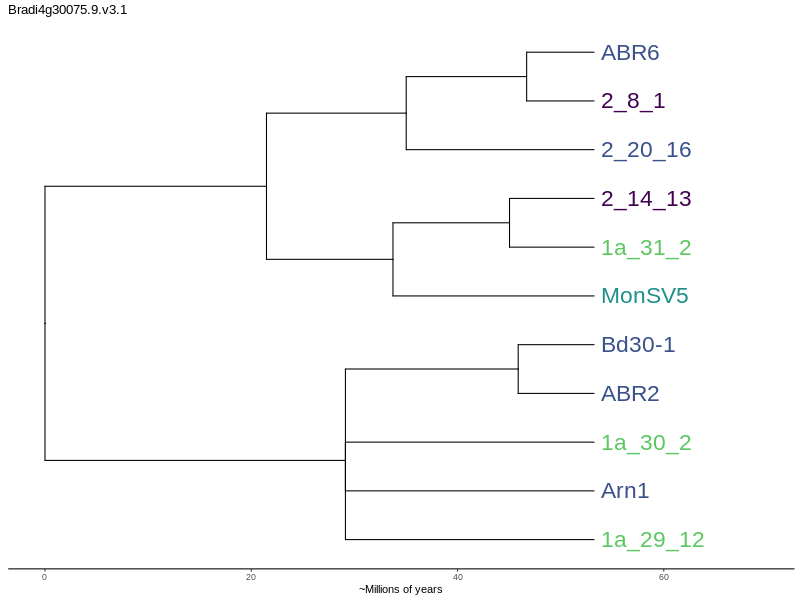 Bradi4g30075.9.v3.1
ABR6
2_8_1
2_20_16
2_14_13
1a_31_2
MonSV5
Bd30-1
ABR2
1a_30_2
Arn1
1a_29_12
0 20 40 60
~Millions of years